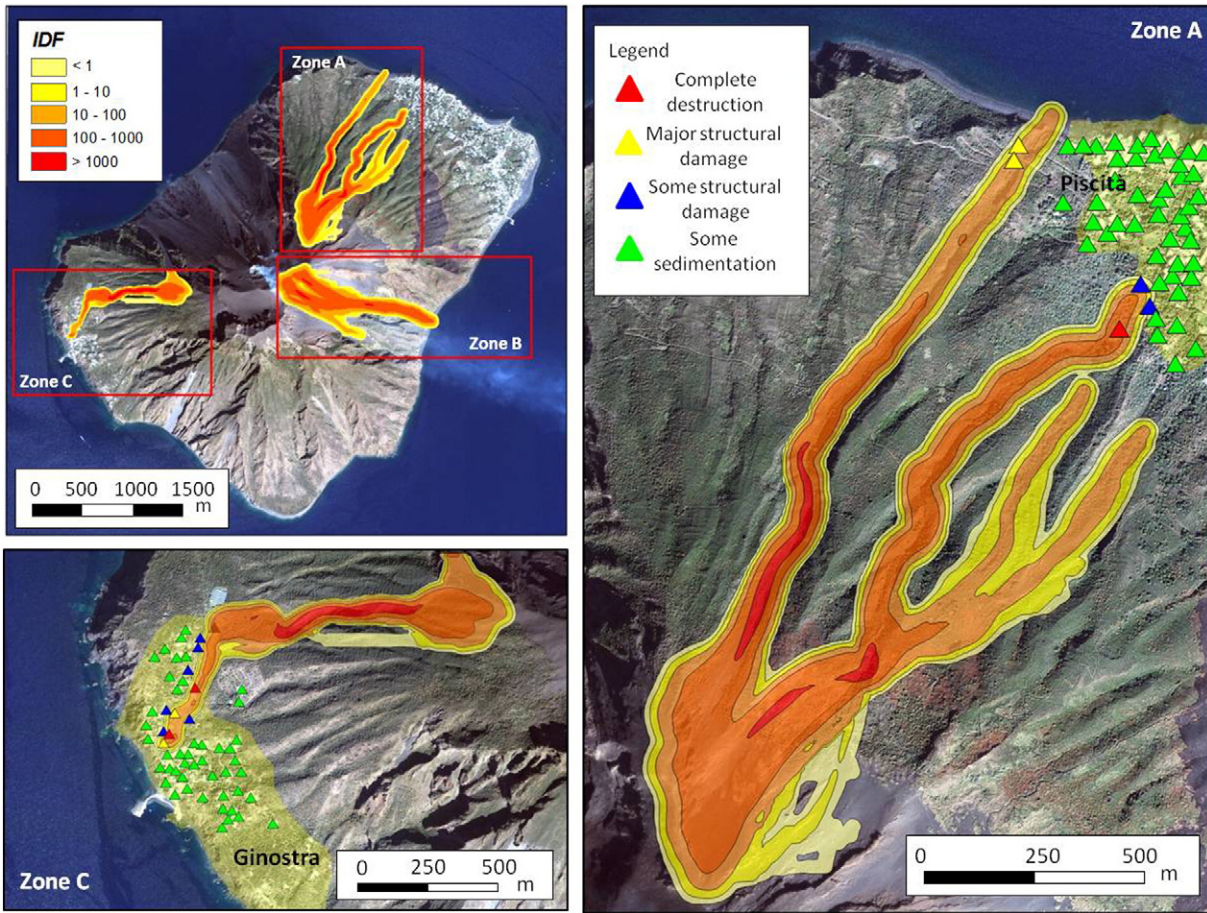 IDF
< 1
1 - 10
10 - 100
100 - 1000
> 1000
Zone A
Zone B
Zone C
0 500 1000 1500
m
Zone A
Legend
Complete
destruction
Major structural
damage
Some structural
damage
Some
sedimentation
Piscità
0 250 500
m
Ginostra
Zone C
0 250 500
m